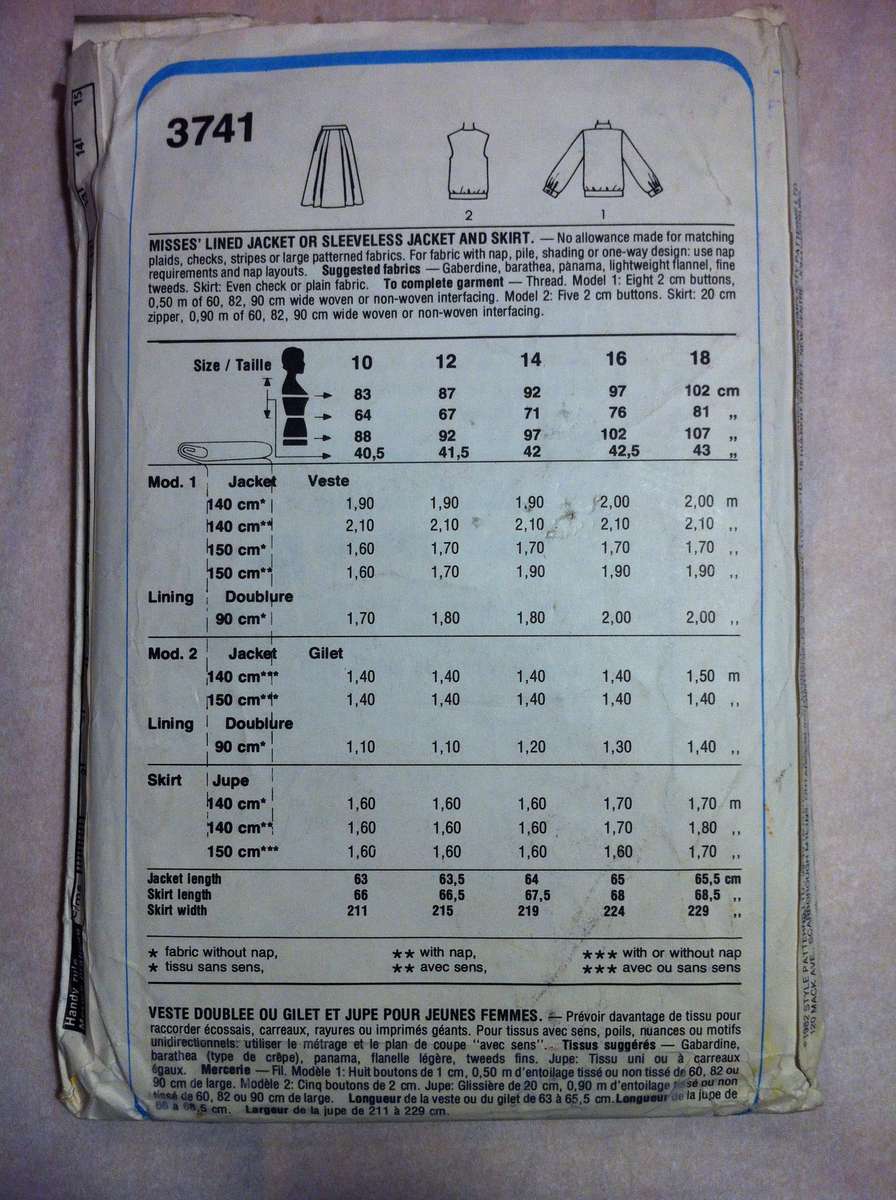 3741
2 1
MISSES' LINED JACKET OR SLEEVELESS JACKET AND SKIRT. — No allowance made for matching
plaids, checks, stripes or large patterned fabrics. For fabric with nap, pile, shading or one-way design: use nap
requirements and nap layouts. Suggested fabrics — Gaberdine, barathea, panama, lightweight flannel, fine
tweeds. Skirt: Even check or plain fabric. To complete garment — Thread. Model 1: Eight 2 cm buttons,
0,50 m of 60, 82, 90 cm wide woven or non-woven interfacing. Model 2: Five 2 cm buttons. Skirt: 20 cm
zipper, 0,90 m of 60, 82, 90 cm wide woven or non-woven interfacing.
Size / Taille 10 12 14 16 18
83 87 92 97 102 cm
64 67 71 76 81 ,,
88 92 97 102 107 ,,
40,5 41,5 42 42,5 43 ,,
Mod. 1 Jacket Veste
140 cm* 1,90 1,90 1,90 2,00 2,00 m
140 cm** 2,10 2,10 2,10 2,10 2,10 ,,
150 cm* 1,60 1,70 1,70 1,70 1,70 ,,
150 cm** 1,60 1,70 1,90 1,90 1,90 ,,
Lining Doublure
90 cm* 1,70 1,80 1,80 2,00 2,00 ,,
Mod. 2 Jacket Gilet
140 cm*** 1,40 1,40 1,40 1,40 1,50 m
150 cm*** 1,40 1,40 1,40 1,40 1,40 ,,
Lining Doublure
90 cm* 1,10 1,10 1,20 1,30 1,40 ,,
Skirt Jupe
140 cm* 1,60 1,60 1,60 1,70 1,70 m
140 cm** 1,60 1,60 1,60 1,70 1,80 ,,
150 cm*** 1,60 1,60 1,60 1,60 1,70 ,,
Jacket length 63 63,5 64 65 65,5 cm
Skirt length 66 66,5 67,5 68 68,5 ,,
Skirt width 211 215 219 224 229 ,,
* fabric without nap, ** with nap, *** with or without nap
* tissu sans sens, ** avec sens, *** avec ou sans sens
VESTE DOUBLEE OU GILET ET JUPE POUR JEUNES FEMMES. — Prévoir davantage de tissu pour
raccorder écossais, carreaux, rayures ou imprimés géants. Pour tissus avec sens, poils, nuances ou motifs
unidirectionnels: utiliser le métrage et le plan de coupe "avec sens". Tissus suggérés — Gabardine,
barathea (type de crêpe), panama, flanelle légère, tweeds fins. Jupe: Tissu uni ou à carreaux
égaux. Mercerie — Fil. Modèle 1: Huit boutons de 1 cm, 0,50 m d'entoilage tissé ou non tissé de 60, 82 ou
90 cm de large. Modèle 2: Cinq boutons de 2 cm. Jupe: Glissière de 20 cm, 0,90 m d'entoilage tissé ou non
tissé de 60, 82 ou 90 cm de large. Longueur de la veste ou du gilet de 63 à 65,5 cm. Longueur de la jupe de
66 à 68,5 cm. Largeur de la jupe de 211 à 229 cm.
14 15
Handy rule
© 1982 STYLE PATTERNS
120 MACK AVE. SCARBOROUGH